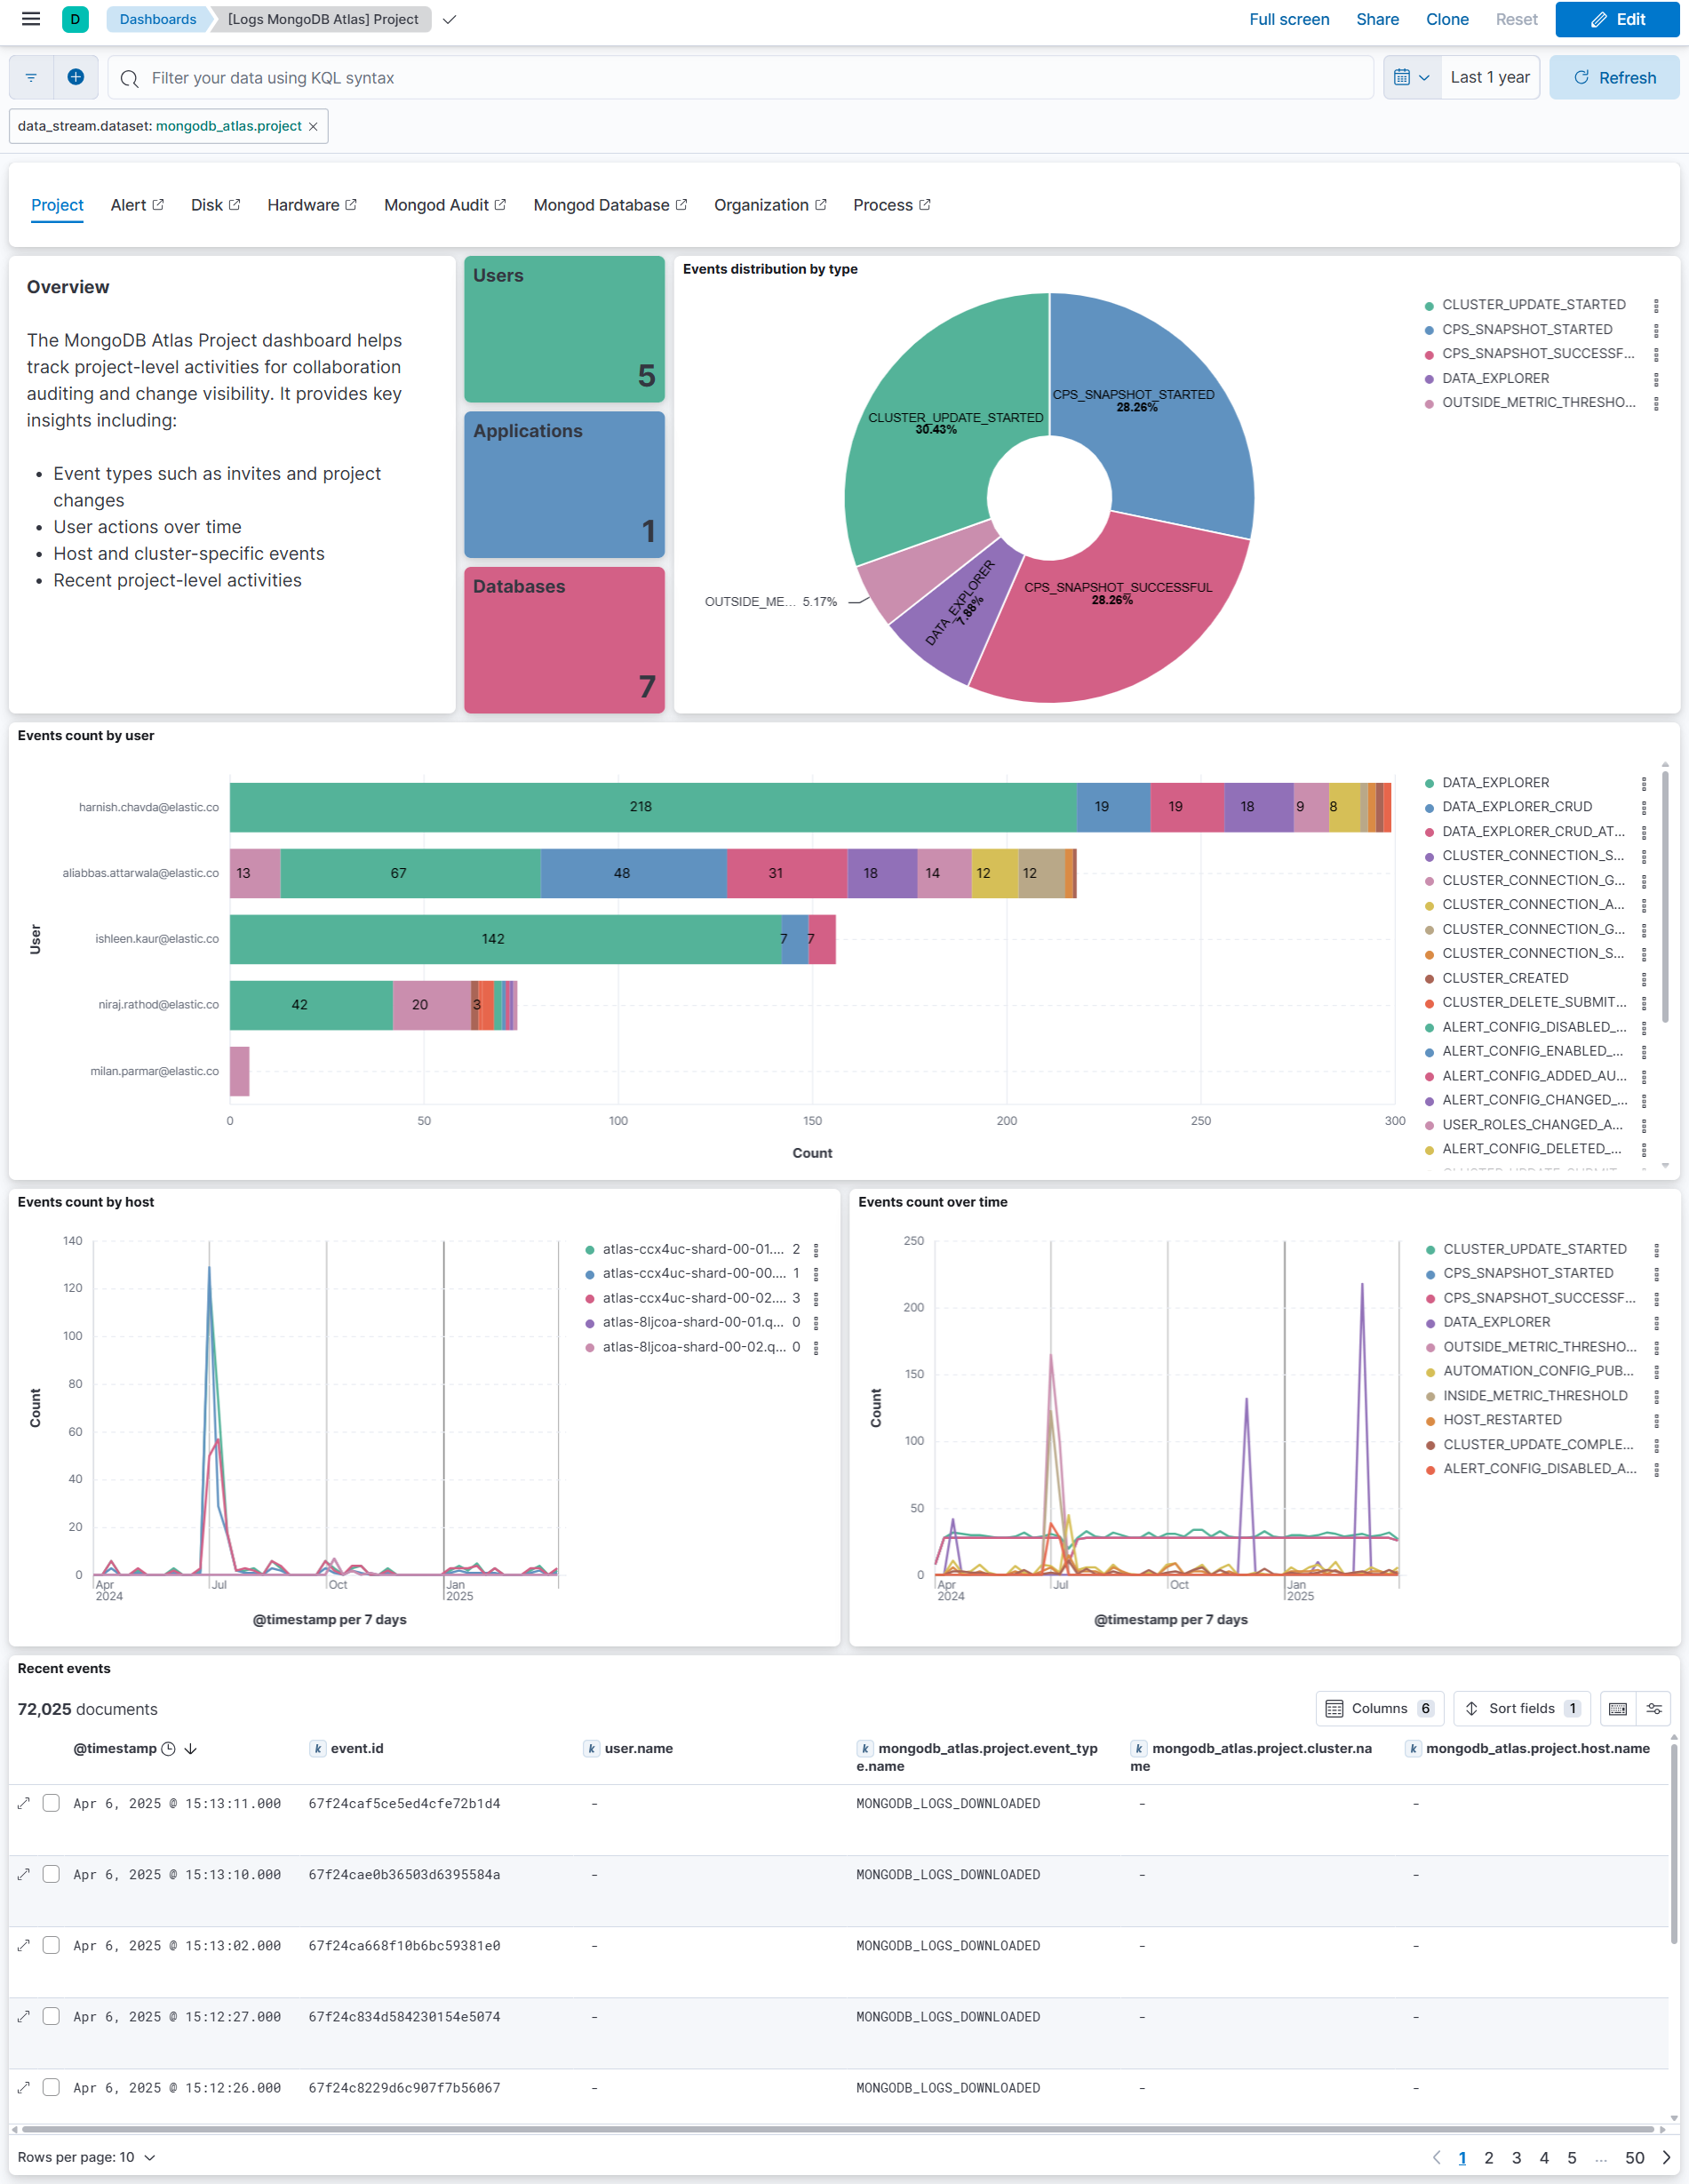 D Dashboards [Logs MongoDB Atlas] Project Full screen Share Clone Reset Edit
Filter your data using KQL syntax Last 1 year Refresh
data_stream.dataset: mongodb_atlas.project
Project Alert Disk Hardware Mongod Audit Mongod Database Organization Process
Overview
The MongoDB Atlas Project dashboard helps
track project-level activities for collaboration
auditing and change visibility. It provides key
insights including:
• Event types such as invites and project
changes
• User actions over time
• Host and cluster-specific events
• Recent project-level activities
Users
5
Applications
1
Databases
7
Events distribution by type
CPS_SNAPSHOT_STARTED
28.26%
CLUSTER_UPDATE_STARTED
30.43%
CPS_SNAPSHOT_SUCCESSFUL
28.26%
DATA_EXPLORER
7.88%
OUTSIDE_ME... 5.17%
CLUSTER_UPDATE_STARTED
CPS_SNAPSHOT_STARTED
CPS_SNAPSHOT_SUCCESSF...
DATA_EXPLORER
OUTSIDE_METRIC_THRESHO...
Events count by user
User
harnish.chavda@elastic.co 218 19 19 18 9 8
aliabbas.attarwala@elastic.co 13 67 48 31 18 14 12 12
ishleen.kaur@elastic.co 142 7 7
niraj.rathod@elastic.co 42 20 3
milan.parmar@elastic.co
0 50 100 150 200 250 300
Count
DATA_EXPLORER
DATA_EXPLORER_CRUD
DATA_EXPLORER_CRUD_AT...
CLUSTER_CONNECTION_S...
CLUSTER_CONNECTION_G...
CLUSTER_CONNECTION_A...
CLUSTER_CONNECTION_G...
CLUSTER_CONNECTION_S...
CLUSTER_CREATED
CLUSTER_DELETE_SUBMIT...
ALERT_CONFIG_DISABLED_...
ALERT_CONFIG_ENABLED_...
ALERT_CONFIG_ADDED_AU...
ALERT_CONFIG_CHANGED_...
USER_ROLES_CHANGED_A...
ALERT_CONFIG_DELETED_...
Events count by host
Count
140
120
100
80
60
40
20
0
Apr Jul Oct Jan
2024 2025
@timestamp per 7 days
atlas-ccx4uc-shard-00-01.... 2
atlas-ccx4uc-shard-00-00.... 1
atlas-ccx4uc-shard-00-02.... 3
atlas-8ljcoa-shard-00-01.q... 0
atlas-8ljcoa-shard-00-02.q... 0
Events count over time
Count
250
200
150
100
50
0
Apr Jul Oct Jan
2024 2025
@timestamp per 7 days
CLUSTER_UPDATE_STARTED
CPS_SNAPSHOT_STARTED
CPS_SNAPSHOT_SUCCESSF...
DATA_EXPLORER
OUTSIDE_METRIC_THRESHO...
AUTOMATION_CONFIG_PUB...
INSIDE_METRIC_THRESHOLD
HOST_RESTARTED
CLUSTER_UPDATE_COMPLE...
ALERT_CONFIG_DISABLED_A...
Recent events
72,025 documents Columns 6 Sort fields 1
@timestamp k event.id k user.name k mongodb_atlas.project.event_typ k mongodb_atlas.project.cluster.na k mongodb_atlas.project.host.name
e.name me
Apr 6, 2025 @ 15:13:11.000 67f24caf5ce5ed4cfe72b1d4 - MONGODB_LOGS_DOWNLOADED - -
Apr 6, 2025 @ 15:13:10.000 67f24cae0b36503d6395584a - MONGODB_LOGS_DOWNLOADED - -
Apr 6, 2025 @ 15:13:02.000 67f24ca668f10b6bc59381e0 - MONGODB_LOGS_DOWNLOADED - -
Apr 6, 2025 @ 15:12:27.000 67f24c834d584230154e5074 - MONGODB_LOGS_DOWNLOADED - -
Apr 6, 2025 @ 15:12:26.000 67f24c8229d6c907f7b56067 - MONGODB_LOGS_DOWNLOADED - -
Rows per page: 10 1 2 3 4 5 ... 50